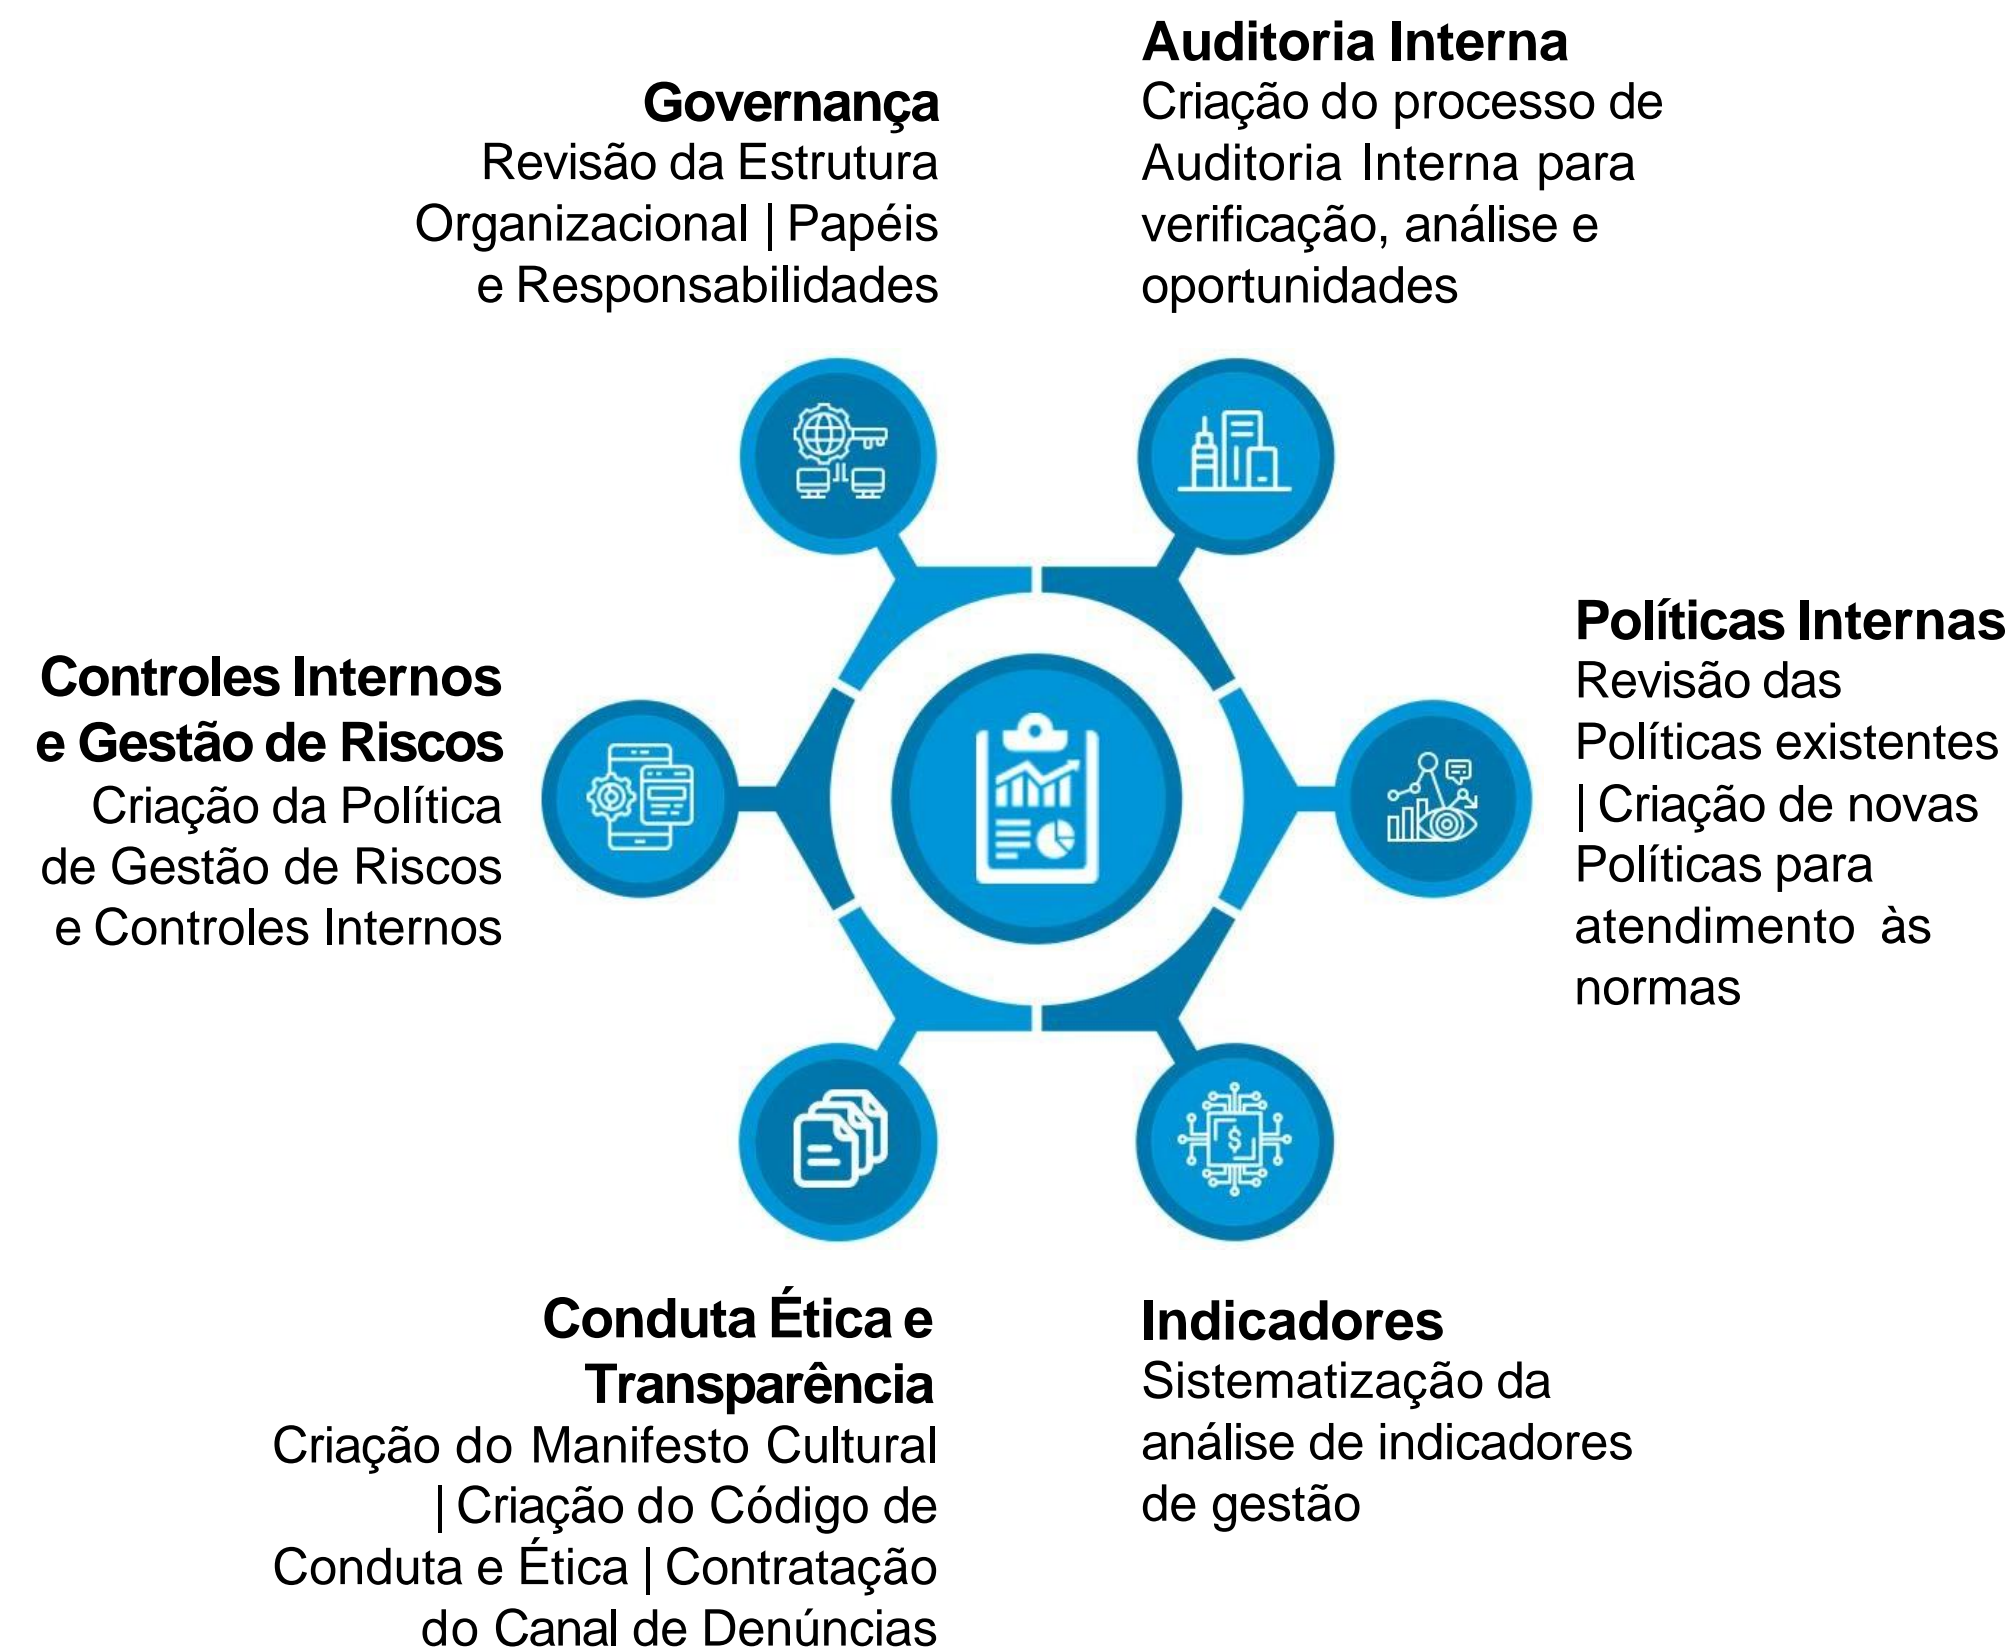 Governança
Revisão da Estrutura
Organizacional | Papéis
e Responsabilidades
Auditoria Interna
Criação do processo de
Auditoria Interna para
verificação, análise e
oportunidades
Controles Internos
e Gestão de Riscos
Criação da Política
de Gestão de Riscos
e Controles Internos
Políticas Internas
Revisão das
Políticas existentes
| Criação de novas
Políticas para
atendimento às
normas
$
Conduta Ética e
Transparência
Criação do Manifesto Cultural
| Criação do Código de
Conduta e Ética | Contratação
do Canal de Denúncias
Indicadores
Sistematização da
análise de indicadores
de gestão